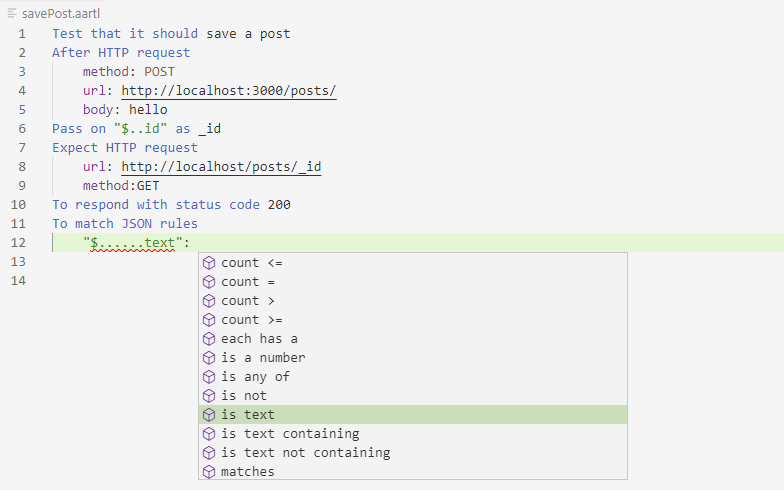 savePost.aartl
1 Test that it should save a post
2 After HTTP request
3 method: POST
4 url: http://localhost:3000/posts/
5 body: hello
6 Pass on "$..id" as _id
7 Expect HTTP request
8 url: http://localhost/posts/_id
9 method:GET
10 To respond with status code 200
11 To match JSON rules
12 "$......text":
13
14
count <=
count =
count >
count >=
each has a
is a number
is any of
is not
is text
is text containing
is text not containing
matches